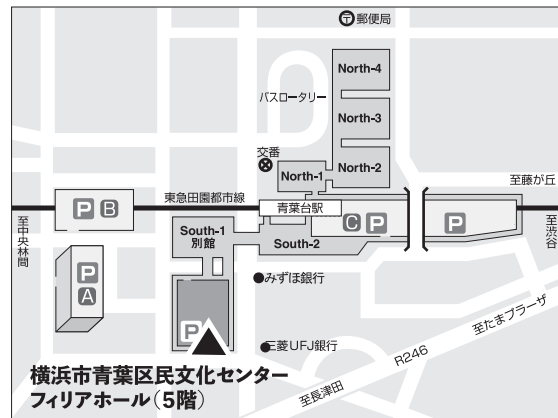 〒郵便局
North-4
バスロータリー
North-3
交番
North-1
North-2
至藤が丘
東急田園都市線
P B
青葉台駅
C P
P
至中央林間
至渋谷
South-1
別館
South-2
P
A
みずほ銀行
P
三菱UFJ銀行
至たまプラーザ
R246
至長津田
横浜市青葉区民文化センター
フィリアホール(5階)